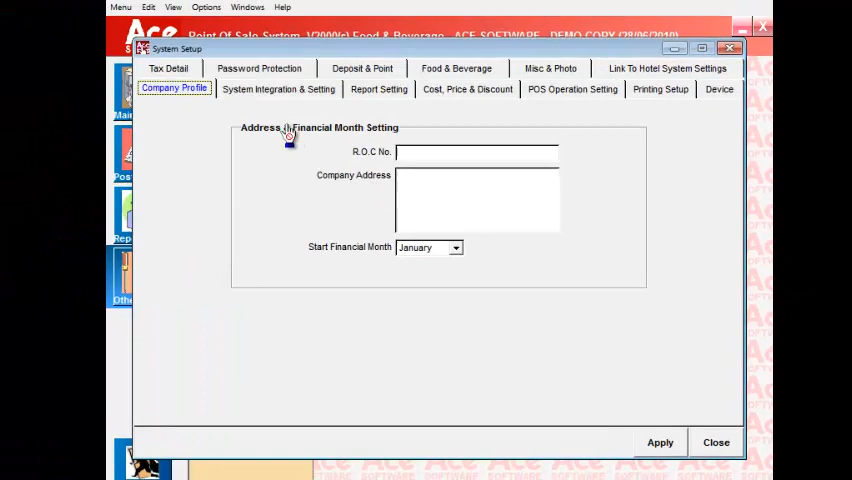 Menu Edit View Options Windows Help
Ace Point Of Sale System V2000(s) Food & Beverage ACE SOFTWARE - DEMO COPY (28/06/2010)
System Setup
Tax Detail Password Protection Deposit & Point Food & Beverage Misc & Photo Link To Hotel System Settings
Company Profile System Integration & Setting Report Setting Cost, Price & Discount POS Operation Setting Printing Setup Device
Address Financial Month Setting
R.O.C No.
Company Address
Start Financial Month January
Apply Close